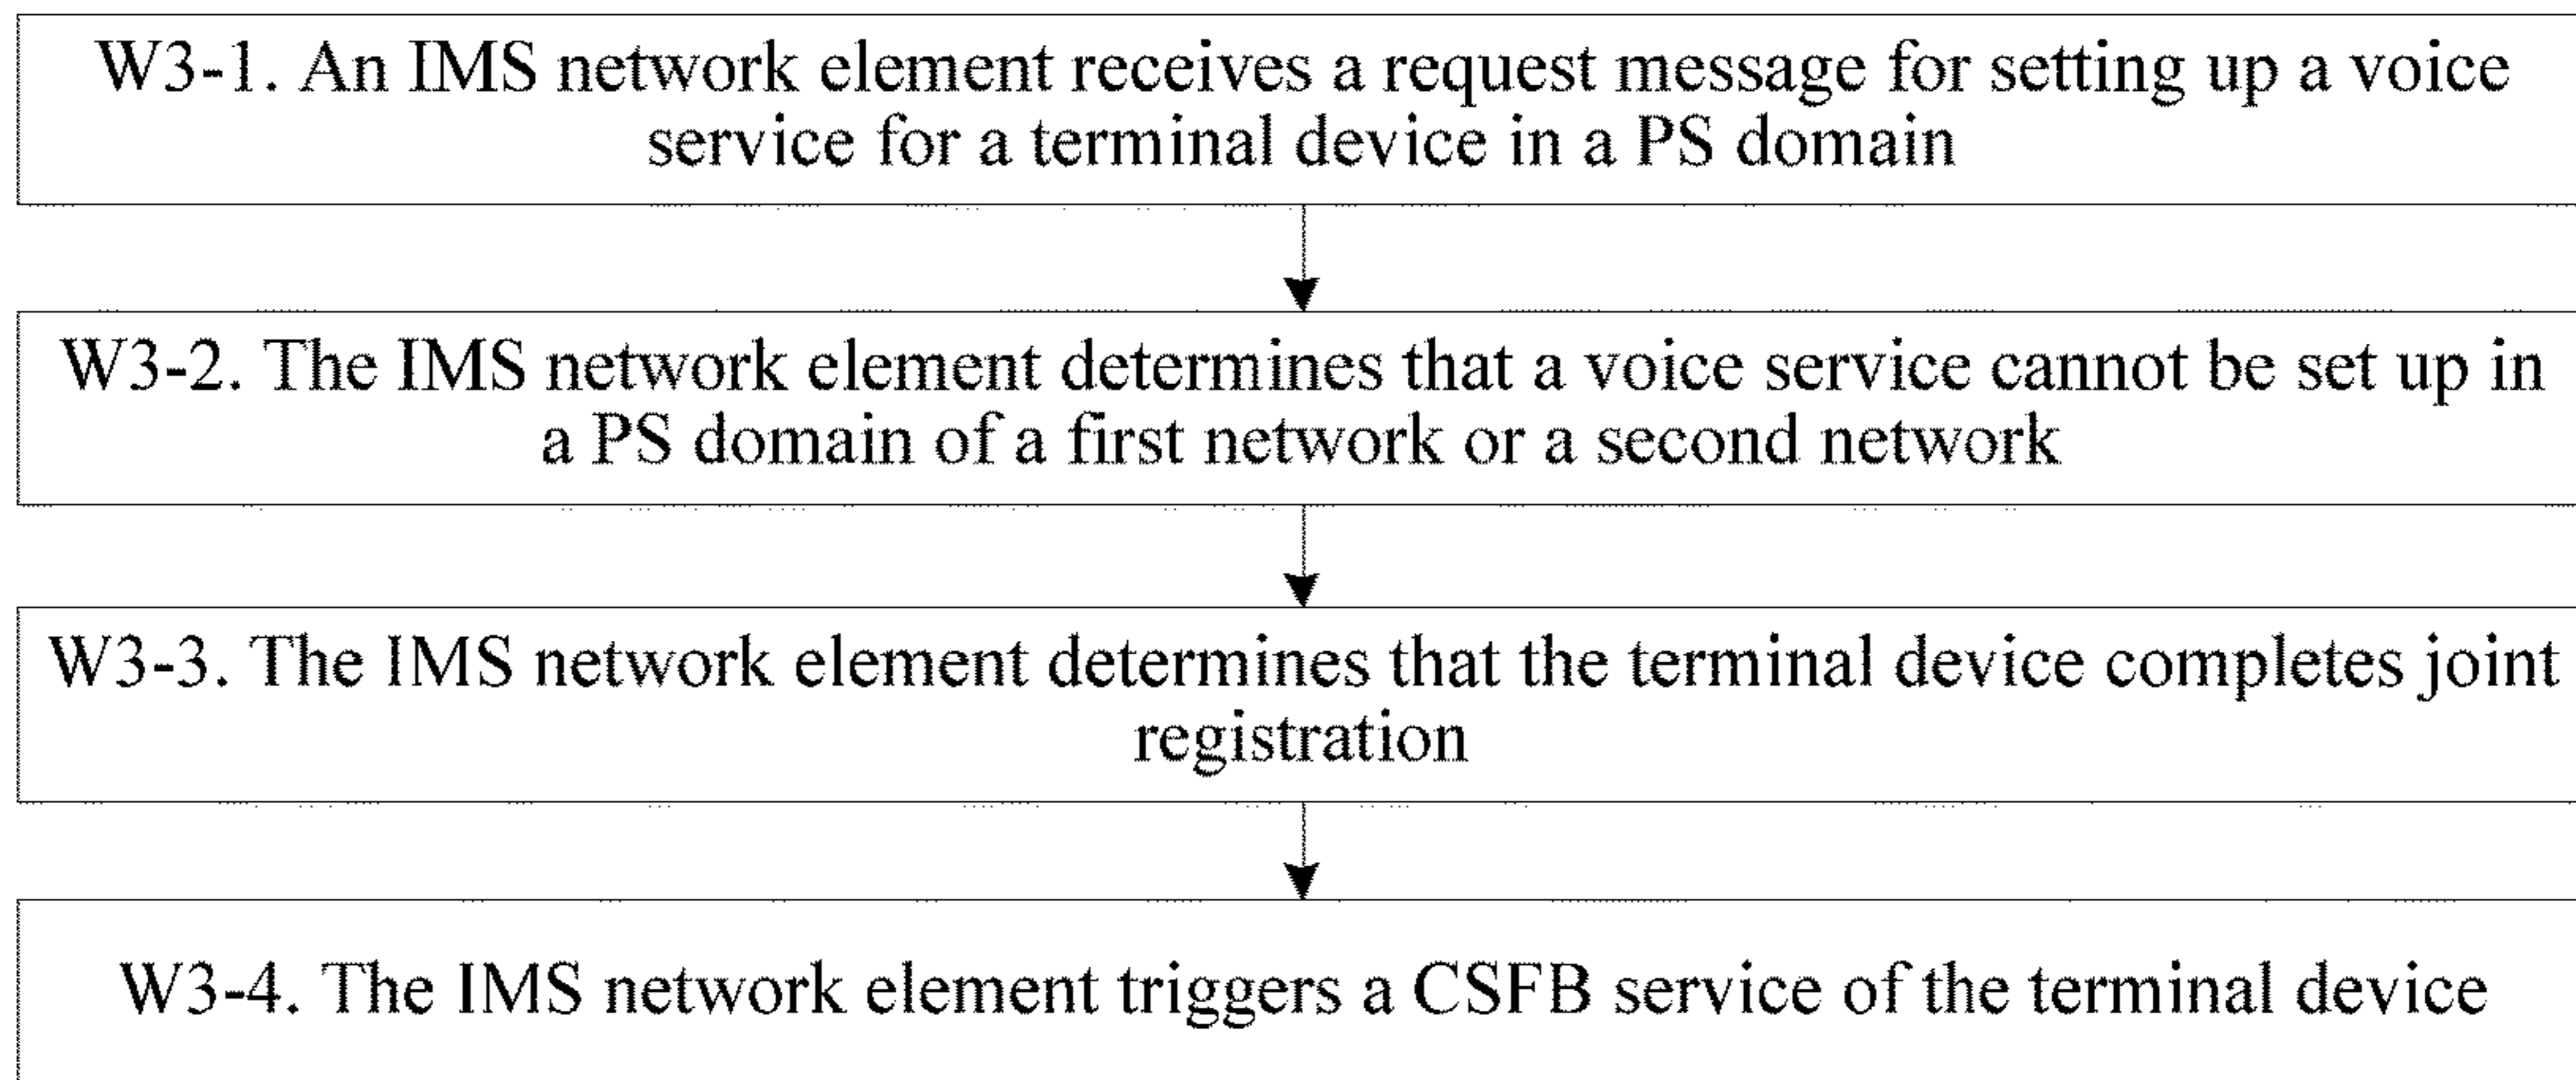 W3-1. An IMS network element receives a request message for setting up a voice
service for a terminal device in a PS domain
W3-2. The IMS network element determines that a voice service cannot be set up in
a PS domain of a first network or a second network
W3-3. The IMS network element determines that the terminal device completes joint
registration
W3-4. The IMS network element triggers a CSFB service of the terminal device